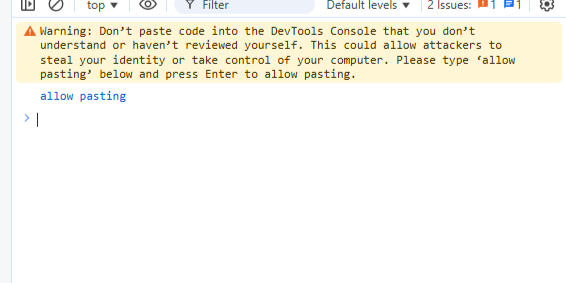 top ▼ Filter Default levels ▼ 2 Issues: 1 1
Warning: Don’t paste code into the DevTools Console that you don’t
understand or haven’t reviewed yourself. This could allow attackers to
steal your identity or take control of your computer. Please type ‘allow
pasting’ below and press Enter to allow pasting.
allow pasting
>